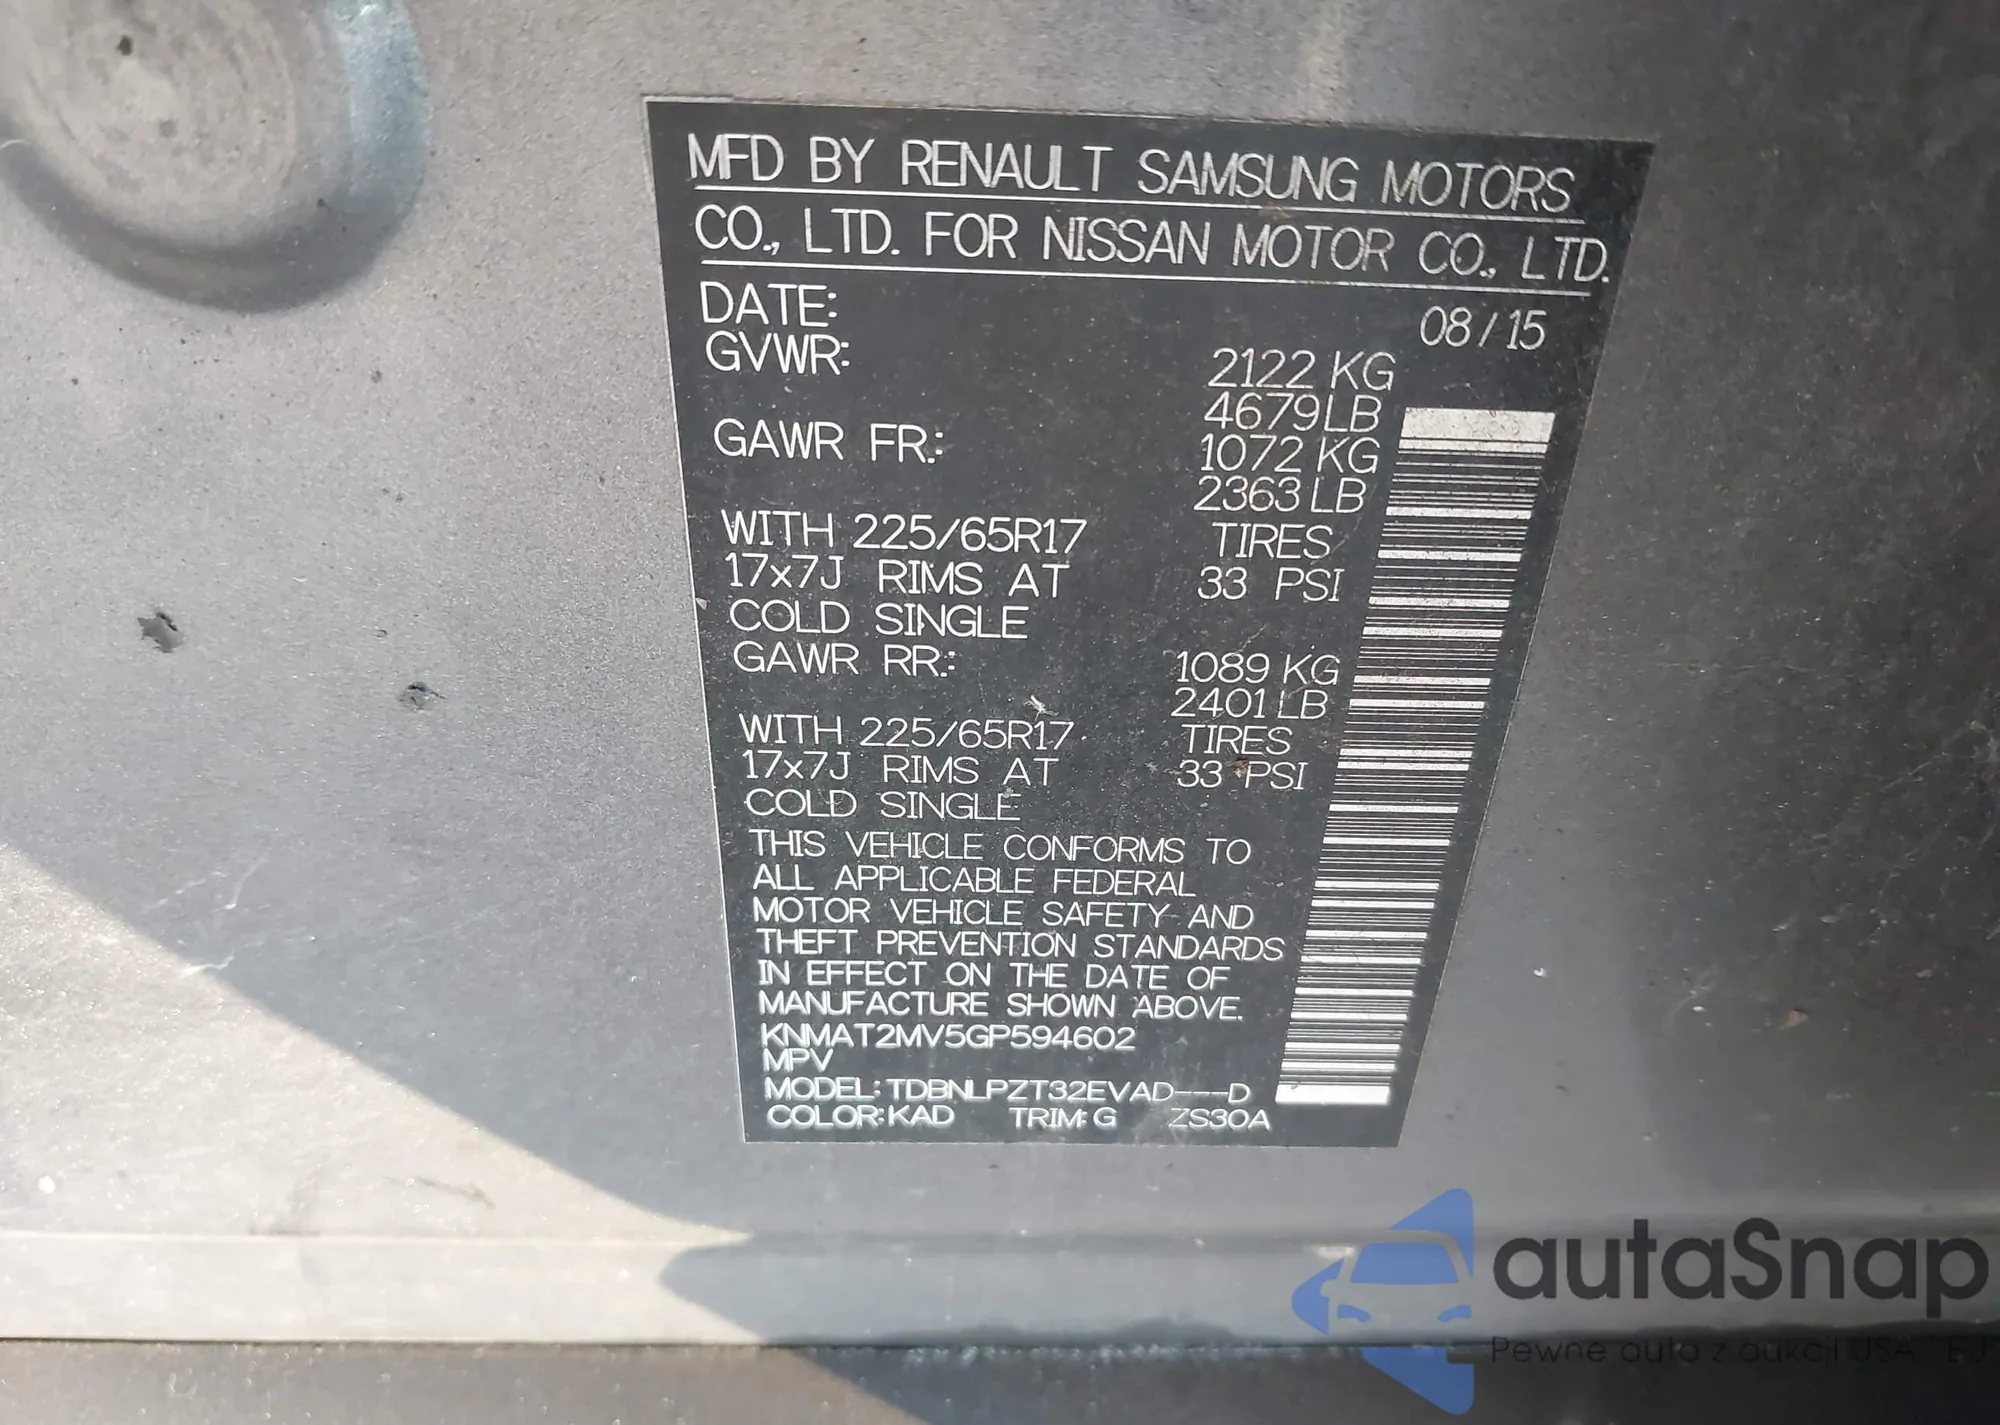 MFD BY RENAULT SAMSUNG MOTORS
CO., LTD. FOR NISSAN MOTOR CO., LTD.
DATE: 08/15
GVWR: 2122 KG
4679LB
GAWR FR.: 1072 KG
2363 LB
WITH 225/65R17 TIRES
17x7J RIMS AT 33 PSI
COLD SINGLE
GAWR RR.: 1089 KG
2401 LB
WITH 225/65R17 TIRES
17x7J RIMS AT 33 PSI
COLD SINGLE
THIS VEHICLE CONFORMS TO
ALL APPLICABLE FEDERAL
MOTOR VEHICLE SAFETY AND
THEFT PREVENTION STANDARDS
IN EFFECT ON THE DATE OF
MANUFACTURE SHOWN ABOVE.
KNMAT2MV5GP594602
MPV
MODEL: TDBNLPZT32EVAD---D
COLOR: KAD TRIM: G ZS30A
autaSnap
Pewne auta z aukcji USA